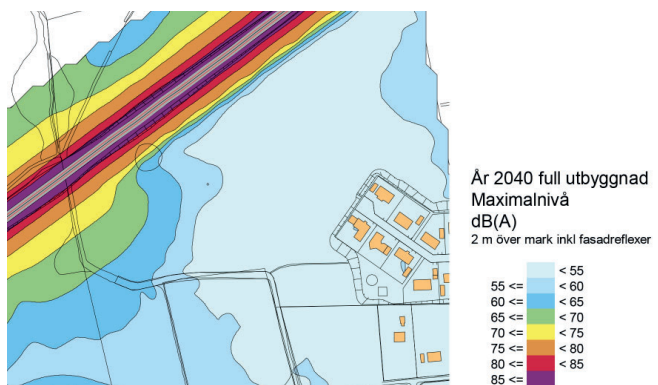 År 2040 full utbyggnad
Maximalnivå
dB(A)
2 m över mark inkl fasadreflexer
< 55
55 <= < 60
60 <= < 65
65 <= < 70
70 <= < 75
75 <= < 80
80 <= < 85
85 <=